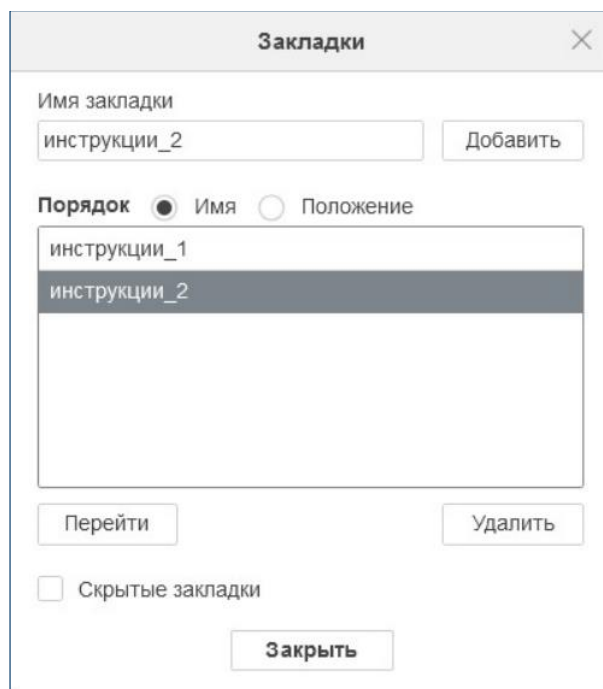 Закладки
Имя закладки
инструкции_2 Добавить
Порядок Имя Положение
инструкции_1
инструкции_2
Перейти Удалить
Скрытые закладки
Закрыть